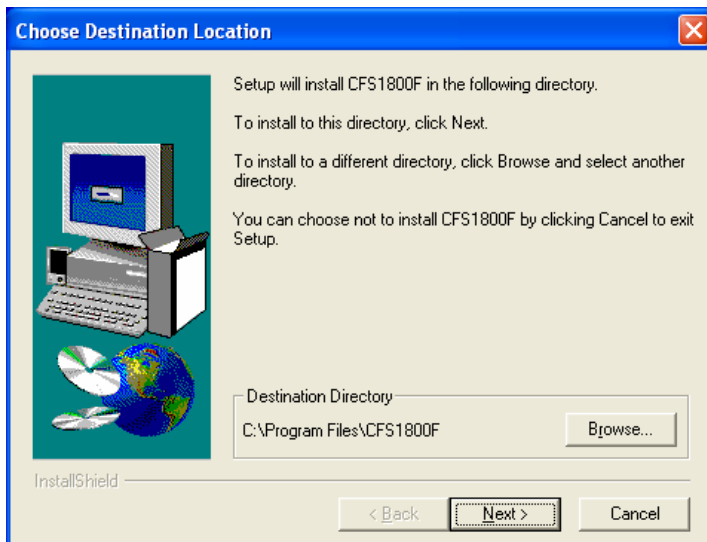 Choose Destination Location
Setup will install CFS1800F in the following directory.
To install to this directory, click Next.
To install to a different directory, click Browse and select another
directory.
You can choose not to install CFS1800F by clicking Cancel to exit
Setup.
Destination Directory
C:\Program Files\CFS1800F
Browse...
InstallShield
< Back
Next >
Cancel